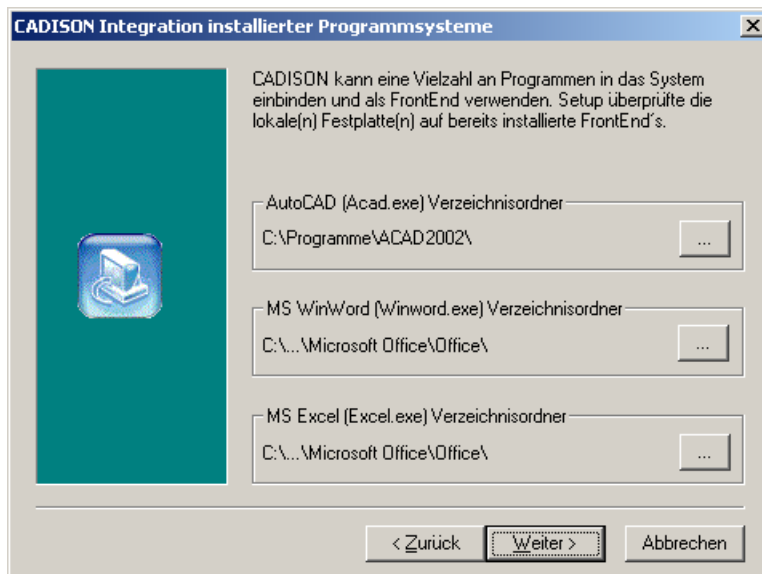 CADISON Integration installierter Programmsysteme
CADISON kann eine Vielzahl an Programmen in das System
einbinden und als FrontEnd verwenden. Setup überprüfte die
lokale(n) Festplatte(n) auf bereits installierte FrontEnd´s.
AutoCAD (Acad.exe) Verzeichnisordner
C:\Programme\ACAD2002\
...
MS WinWord (Winword.exe) Verzeichnisordner
C:\...\Microsoft Office\Office\
...
MS Excel (Excel.exe) Verzeichnisordner
C:\...\Microsoft Office\Office\
...
< Zurück Weiter > Abbrechen